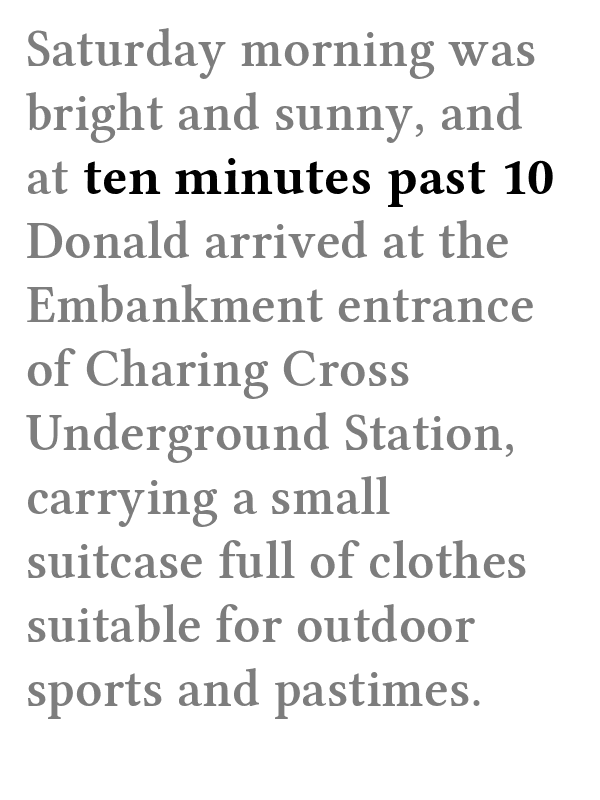 Saturday morning was
bright and sunny, and
at ten minutes past 10
Donald arrived at the
Embankment entrance
of Charing Cross
Underground Station,
carrying a small
suitcase full of clothes
suitable for outdoor
sports and pastimes.